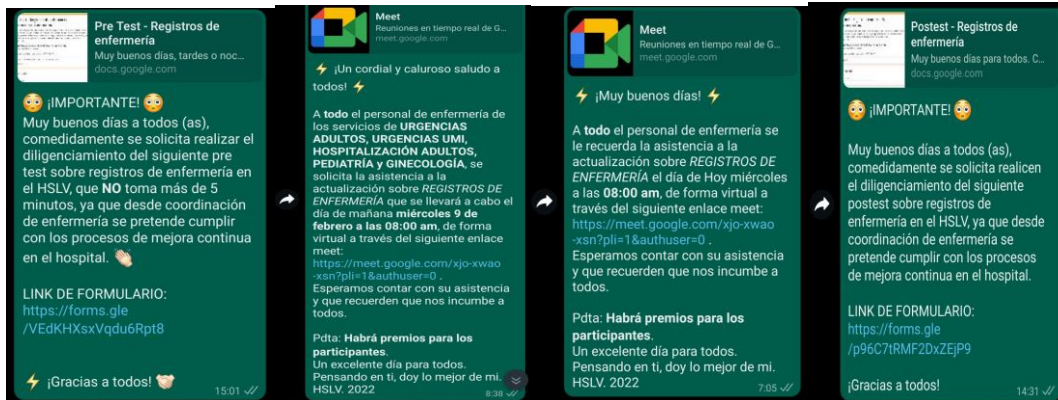 Pre Test - Registros de
enfermería
Muy buenos días, tardes o noc...
docs.google.com
😳 ¡IMPORTANTE! 😳
Muy buenos días a todos (as),
comedidamente se solicita realizar el
diligenciamiento del siguiente pre
test sobre registros de enfermería en
el HSLV, que NO toma más de 5
minutos, ya que desde coordinación
de enfermería se pretende cumplir
con los procesos de mejora continua
en el hospital. 👏🏻
LINK DE FORMULARIO:
https://forms.gle
/VEdKHXsxVqdu6Rpt8
⚡ ¡Gracias a todos! 🤝🏻
15:01
Meet
Reuniones en tiempo real de G...
meet.google.com
⚡ ¡Un cordial y caluroso saludo a
todos! ⚡
A todo el personal de enfermería de
los servicios de URGENCIAS
ADULTOS, URGENCIAS UMI,
HOSPITALIZACIÓN ADULTOS,
PEDIATRÍA y GINECOLOGÍA, se
solicita la asistencia a la
actualización sobre REGISTROS DE
ENFERMERÍA que se llevará a cabo el
día de mañana miércoles 9 de
febrero a las 08:00 am, de forma
virtual a través del siguiente enlace
meet:
https://meet.google.com/xjo-xwao
-xsn?pli=1&authuser=0 .
Esperamos contar con su asistencia
y que recuerden que nos incumbe a
todos.
Pdta: Habrá premios para los
participantes.
Un excelente día para todos.
Pensando en ti, doy lo mejor de mi.
HSLV. 2022
8:38
Meet
Reuniones en tiempo real de G...
meet.google.com
⚡ ¡Muy buenos días! ⚡
A todo el personal de enfermería se
le recuerda la asistencia a la
actualización sobre REGISTROS DE
ENFERMERÍA el día de Hoy miércoles
a las 08:00 am, de forma virtual a
través del siguiente enlace meet:
https://meet.google.com/xjo-xwao
-xsn?pli=1&authuser=0 .
Esperamos contar con su asistencia
y que recuerden que nos incumbe a
todos.
Pdta: Habrá premios para los
participantes.
Un excelente día para todos.
Pensando en ti, doy lo mejor de mi.
HSLV. 2022
7:05
Postest - Registros de
enfermería
Muy buenos días para todos. C...
docs.google.com
😳 ¡IMPORTANTE! 😳
Muy buenos días a todos (as),
comedidamente se solicita realicen
el diligenciamiento del siguiente
postest sobre registros de
enfermería en el HSLV, ya que desde
coordinación de enfermería se
pretende cumplir con los procesos
de mejora continua en el hospital.
LINK DE FORMULARIO:
https://forms.gle
/p96C7tRMF2DxZEjP9
¡Gracias a todos!
14:31